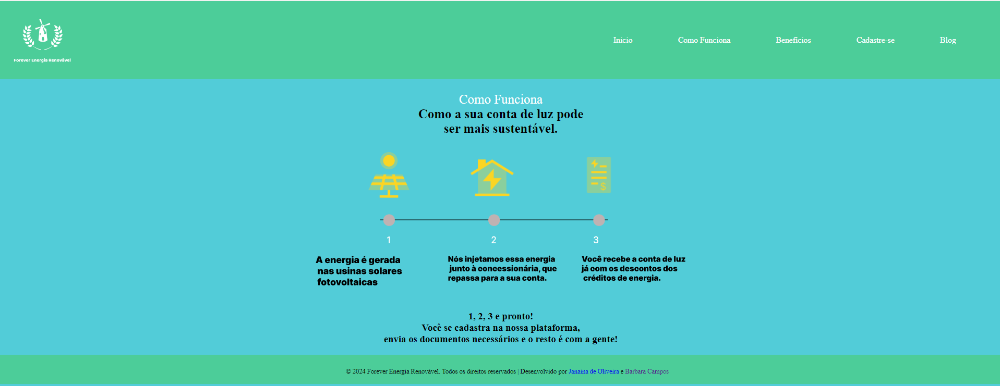 Forever Energia Renovável
Inicio
Como Funciona
Benefícios
Cadastre-se
Blog
Como Funciona
Como a sua conta de luz pode
ser mais sustentável.
$
1
2
3
A energia é gerada
nas usinas solares
fotovoltaicas
Nós injetamos essa energia
junto à concessionária, que
repassa para a sua conta.
Você recebe a conta de luz
já com os descontos dos
créditos de energia.
1, 2, 3 e pronto!
Você se cadastra na nossa plataforma,
envia os documentos necessários e o resto é com a gente!
© 2024 Forever Energia Renovável. Todos os direitos reservados | Desenvolvido por Janaina de Oliveira e Barbara Campos